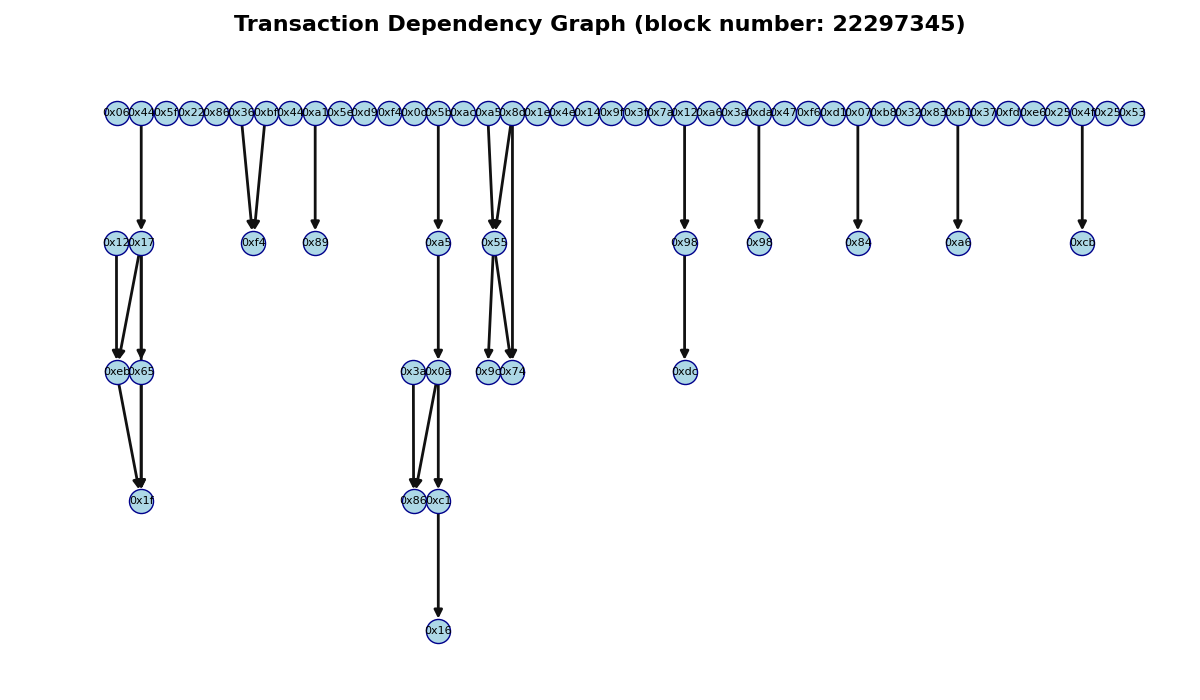 Transaction Dependency Graph (block number: 22297345)
0x06 0x44 0x5f 0x22 0x86 0x36 0xbf 0x44 0xa1 0x5e 0xd9 0xf4 0x0c 0x5b 0xac 0xa5 0x8d 0x1e 0x4e 0x14 0x9f 0x3f 0x7a 0x12 0xa6 0x3a 0xda 0x47 0xf6 0xd1 0x07 0xb8 0x32 0x83 0xb1 0x37 0xfd 0xe6 0x25 0x4f 0x25 0x53
0x12 0x17 0xf4 0x89 0xa5 0x55 0x98 0x98 0x84 0xa6 0xcb
0xeb 0x65 0x3a 0x0a 0x9c 0x74 0xdc
0x1f 0x86 0xc1
0x16